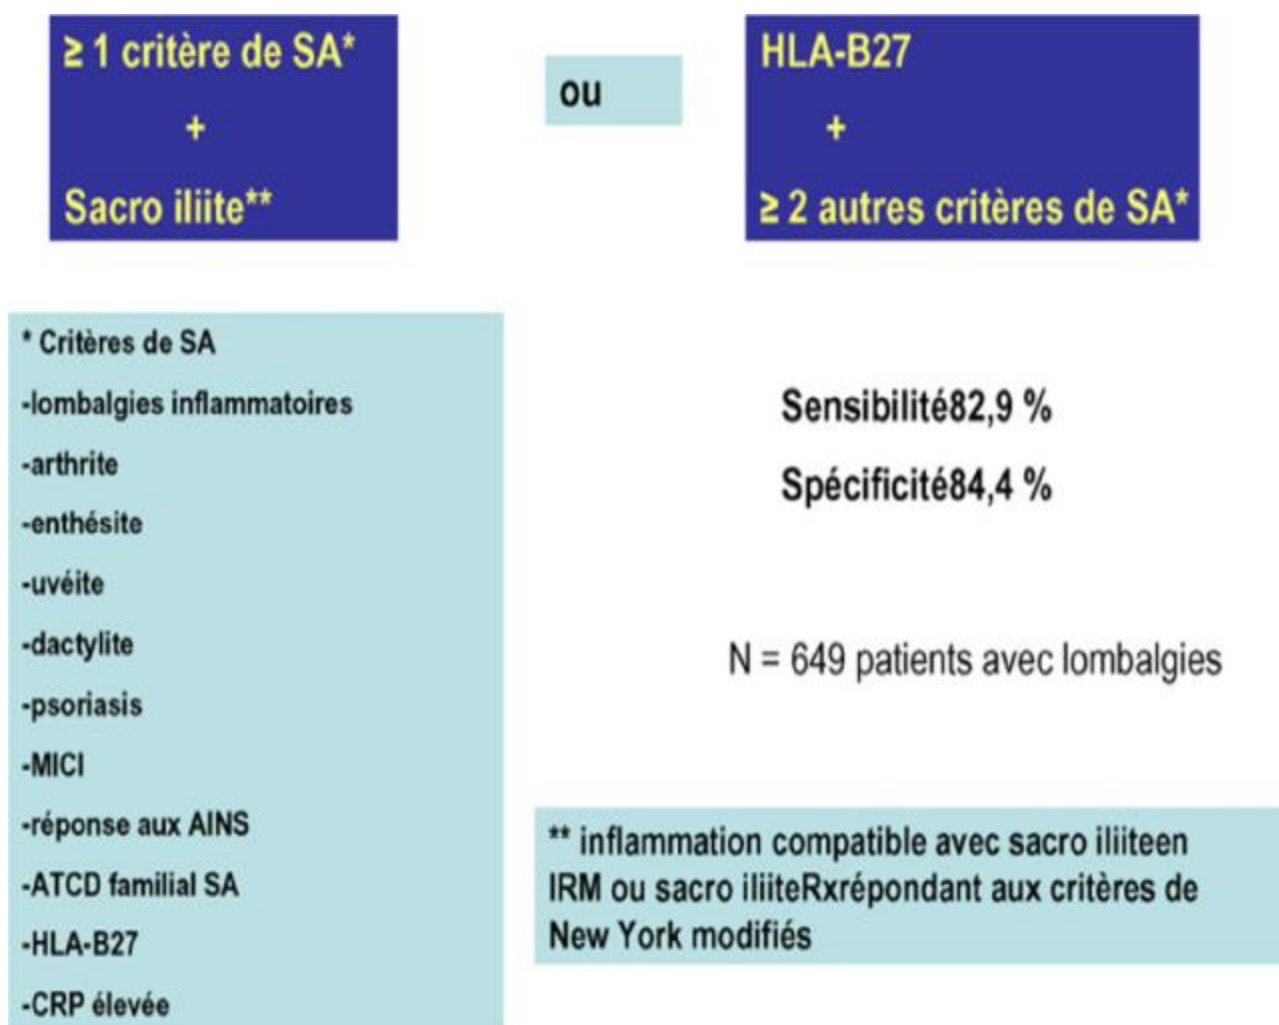 ≥ 1 critère de SA*
+
Sacro iliite**
ou
HLA-B27
+
≥ 2 autres critères de SA*
* Critères de SA
-lombalgies inflammatoires
-arthrite
-enthésite
-uvéite
-dactylite
-psoriasis
-MICI
-réponse aux AINS
-ATCD familial SA
-HLA-B27
-CRP élevée
Sensibilité82,9 %
Spécificité84,4 %
N = 649 patients avec lombalgies
** inflammation compatible avec sacro iliiteen
IRM ou sacro iliiteRxrépondant aux critères de
New York modifiés